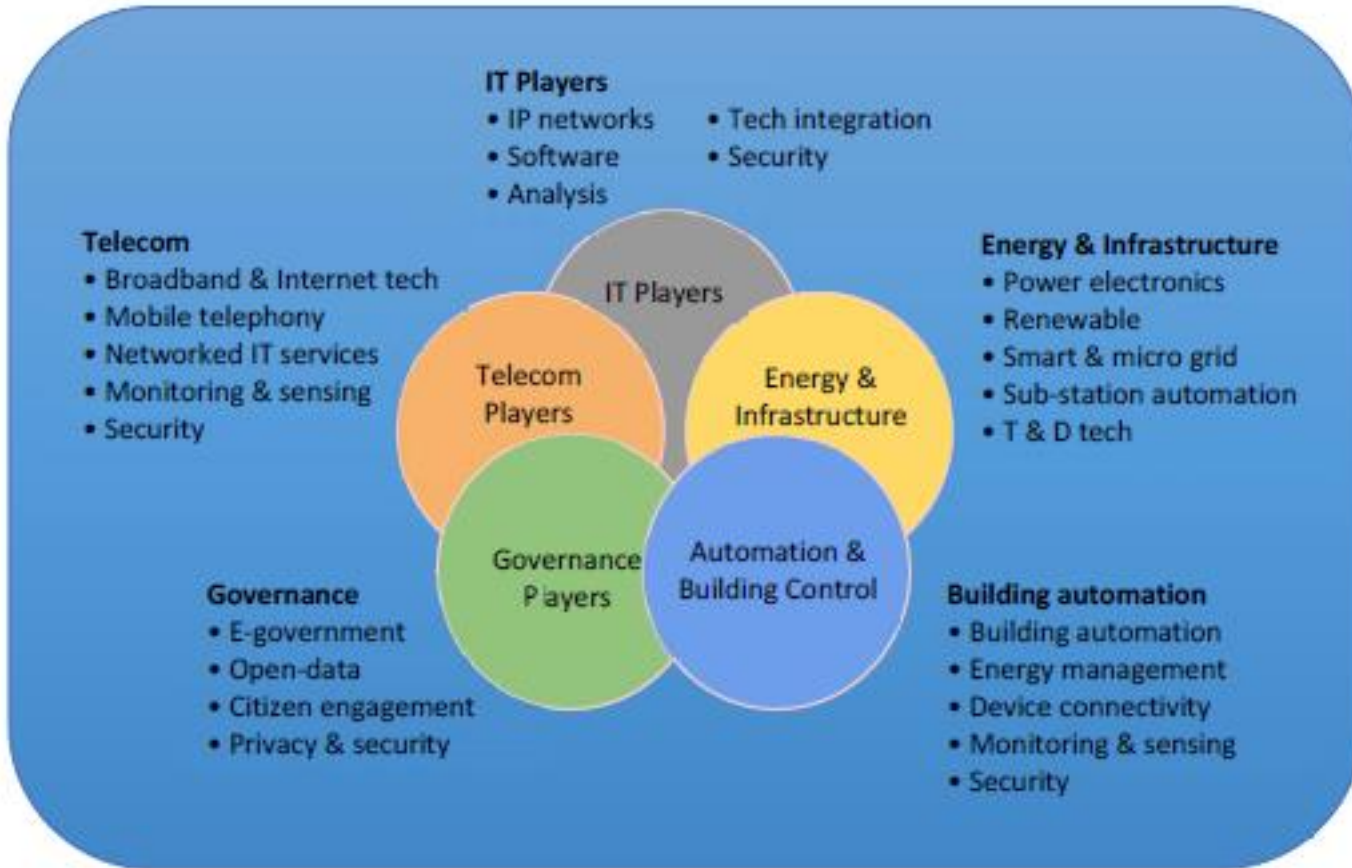 IT Players
• IP networks
• Software
• Analysis
• Tech integration
• Security
Telecom
• Broadband & Internet tech
• Mobile telephony
• Networked IT services
• Monitoring & sensing
• Security
Energy & Infrastructure
• Power electronics
• Renewable
• Smart & micro grid
• Sub-station automation
• T & D tech
IT Players
Telecom
Players
Energy &
Infrastructure
Governance
Players
Automation &
Building Control
Governance
• E-government
• Open-data
• Citizen engagement
• Privacy & security
Building automation
• Building automation
• Energy management
• Device connectivity
• Monitoring & sensing
• Security